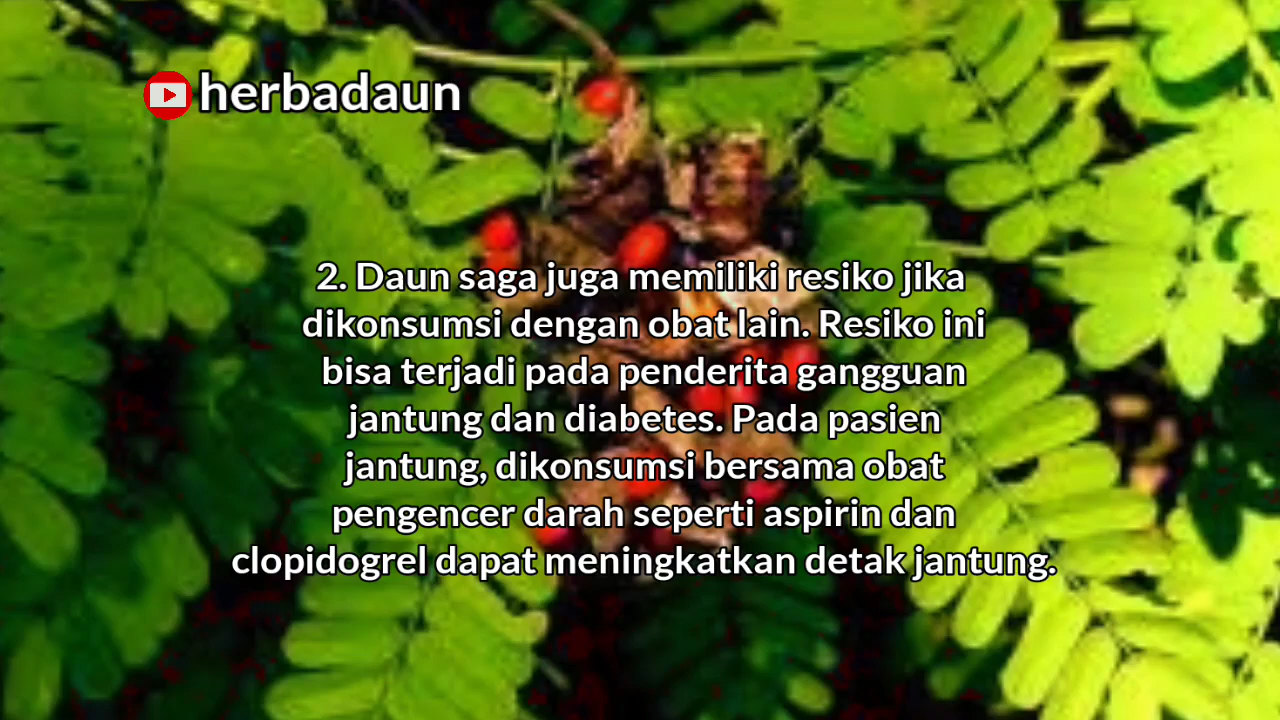 herbadaun
2. Daun saga juga memiliki resiko jika
dikonsumsi dengan obat lain. Resiko ini
bisa terjadi pada penderita gangguan
jantung dan diabetes. Pada pasien
jantung, dikonsumsi bersama obat
pengencer darah seperti aspirin dan
clopidogrel dapat meningkatkan detak jantung.